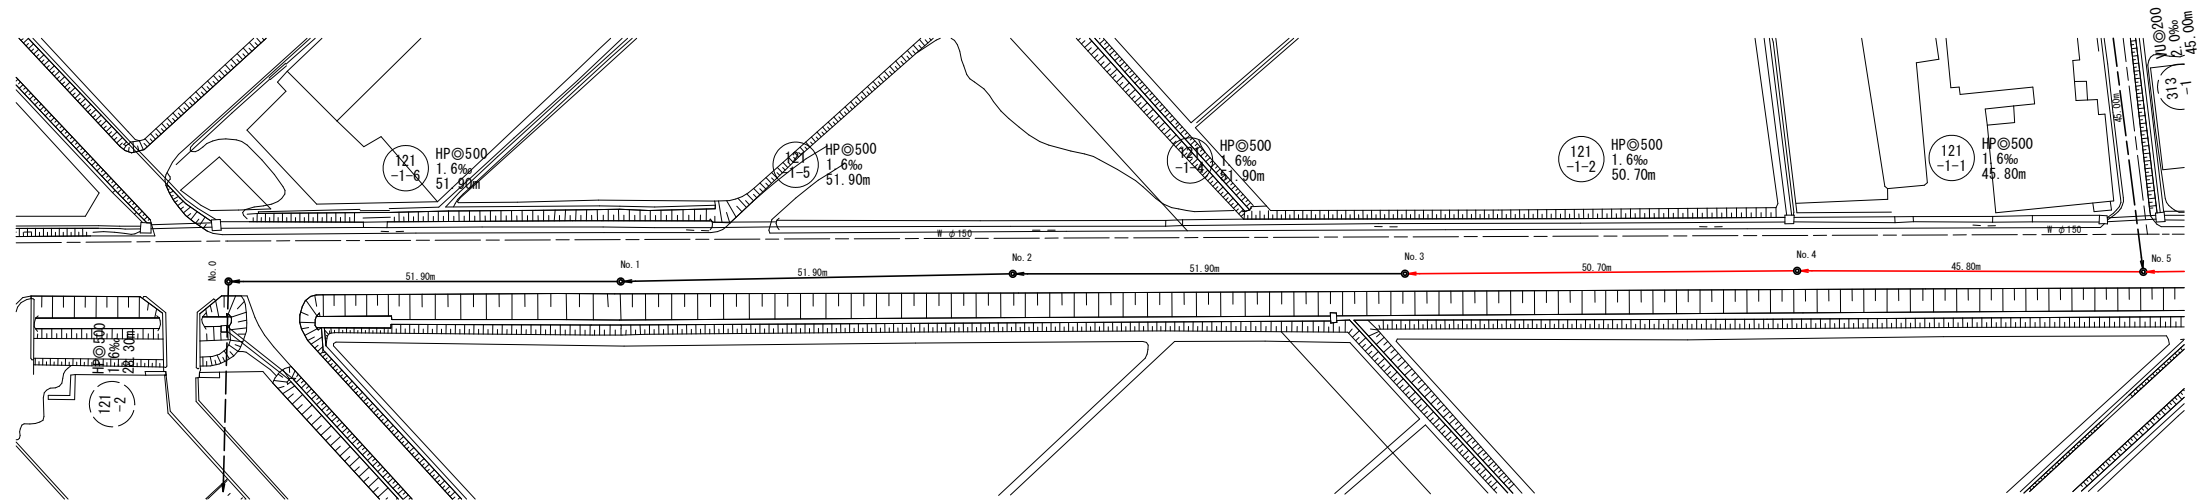 VU◎200
2.0‰
45.00m
313
-1
45.00m
121
-1-6
HP◎500
1.6‰
51.90m
121
-1-5
HP◎500
1.6‰
51.90m
121
HP◎500
1.6‰
51.90m
121
-1-2
HP◎500
1.6‰
50.70m
121
-1-1
HP◎500
1.6‰
45.80m
W φ150
W φ150
No.0
51.90m
No.1
51.90m
No.2
51.90m
No.3
50.70m
No.4
45.80m
No.5
HP◎500
1.6‰
28.30m
121
-2